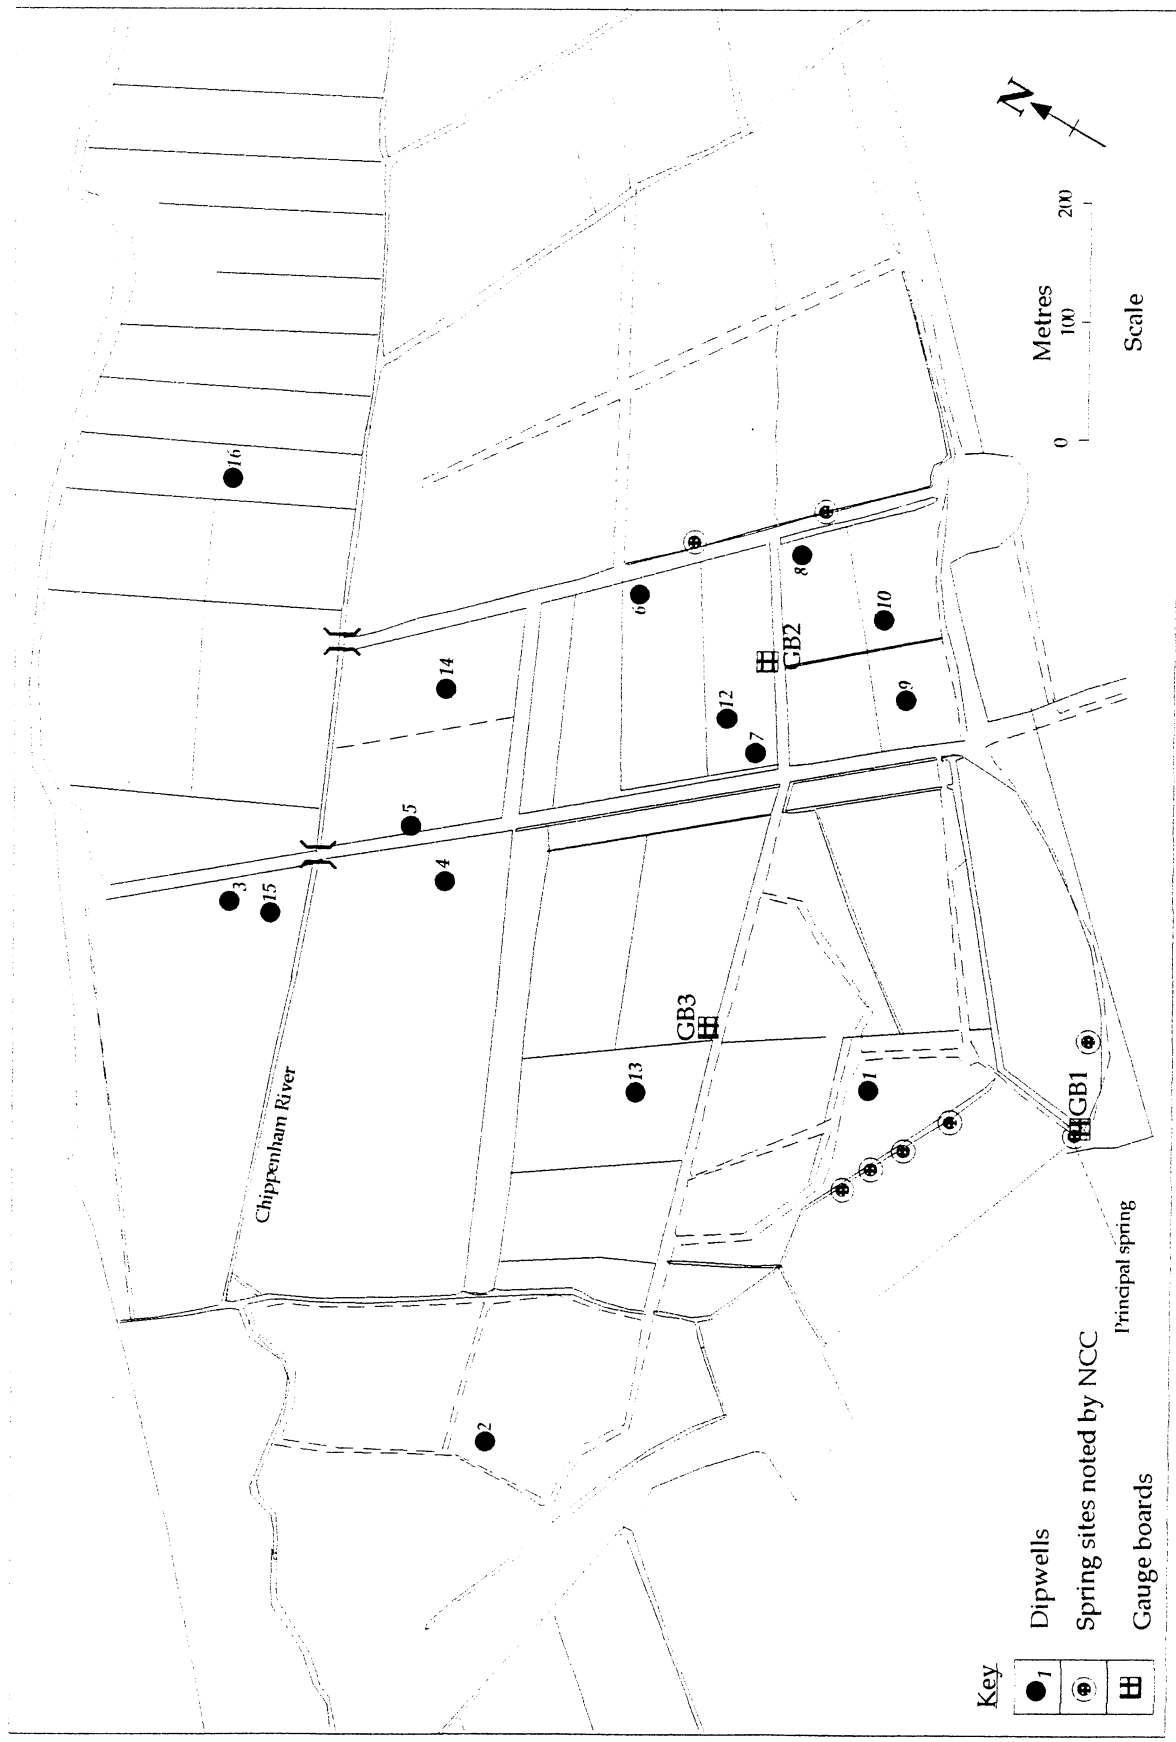 Chippenham River
16
3
15
5
4
14
6
8
12
7
GB2
10
9
GB3
13
1
GB1
2
Principal spring
N
Metres
0 100 200
Scale
Key
1 Dipwells
Spring sites noted by NCC
Gauge boards